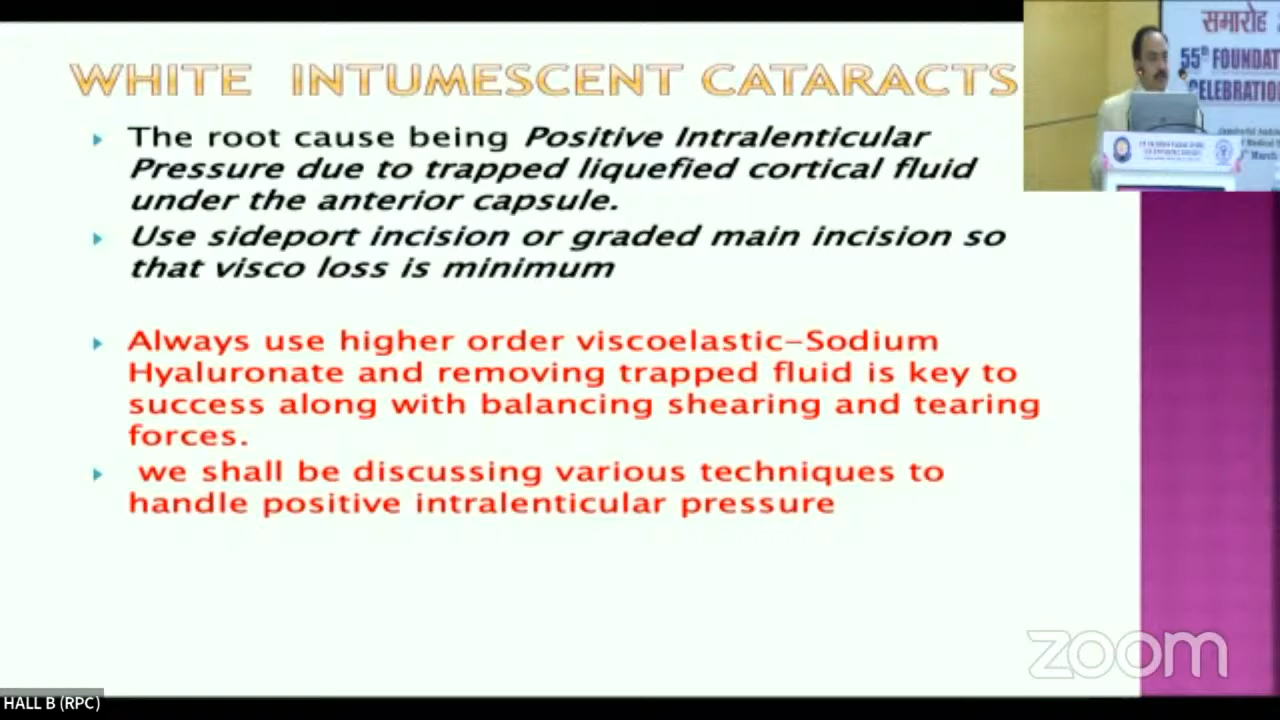 WHITE INTUMESCENT CATARACTS
The root cause being Positive Intralenticular
Pressure due to trapped liquefied cortical fluid
under the anterior capsule.
Use sideport incision or graded main incision so
that visco loss is minimum
Always use higher order viscoelastic-Sodium
Hyaluronate and removing trapped fluid is key to
success along with balancing shearing and tearing
forces.
we shall be discussing various techniques to
handle positive intralenticular pressure
समारोह
55th FOUNDAT
CELEBRATION
March
zoom
HALL B (RPC)